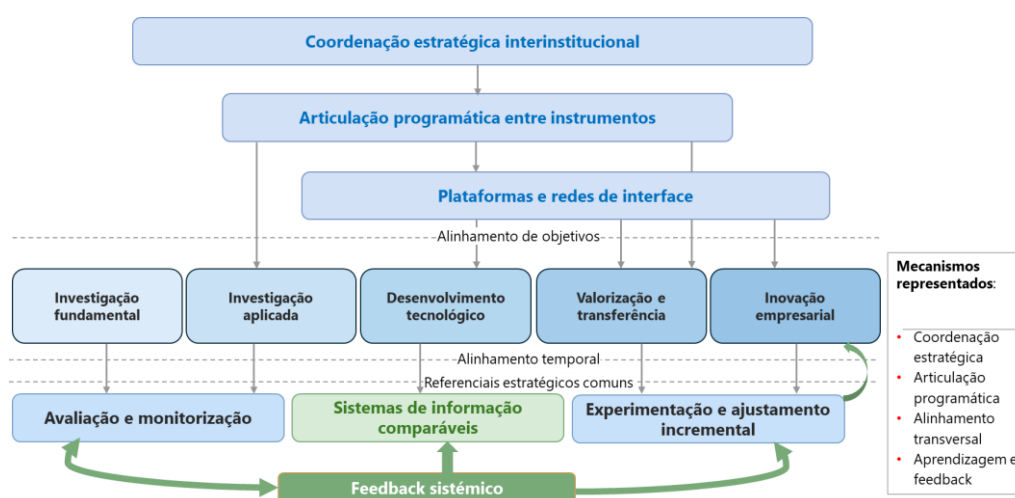 Coordenação estratégica interinstitucional
Articulação programática entre instrumentos
Plataformas e redes de interface
Alinhamento de objetivos
Investigação
fundamental
Investigação
aplicada
Desenvolvimento
tecnológico
Valorização e
transferência
Inovação
empresarial
Alinhamento temporal
Referenciais estratégicos comuns
Avaliação e monitorização
Sistemas de informação
comparáveis
Experimentação e ajustamento
incremental
Feedback sistémico
Mecanismos
representados:
• Coordenação
estratégica
• Articulação
programática
• Alinhamento
transversal
• Aprendizagem e
feedback